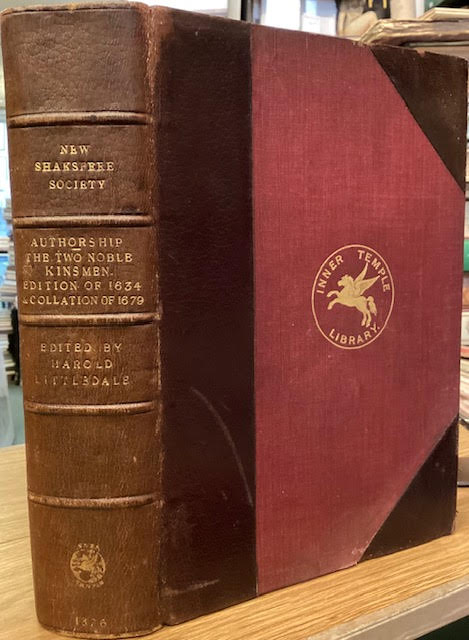 NEW
SHAKSPERE
SOCIETY
AUTHORSHIP
THE TWO NOBLE
KINSMEN.
EDITION OF 1634
& COLLATION OF 1679
EDITED BY
HAROLD
LITTLEDALE
1876
INNER TEMPLE
LIBRARY.